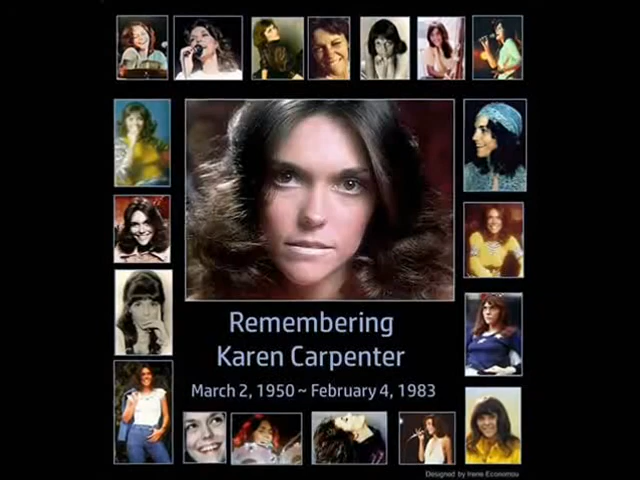 Remembering
Karen Carpenter
March 2, 1950 ~ February 4, 1983
Designed by Irene Economou